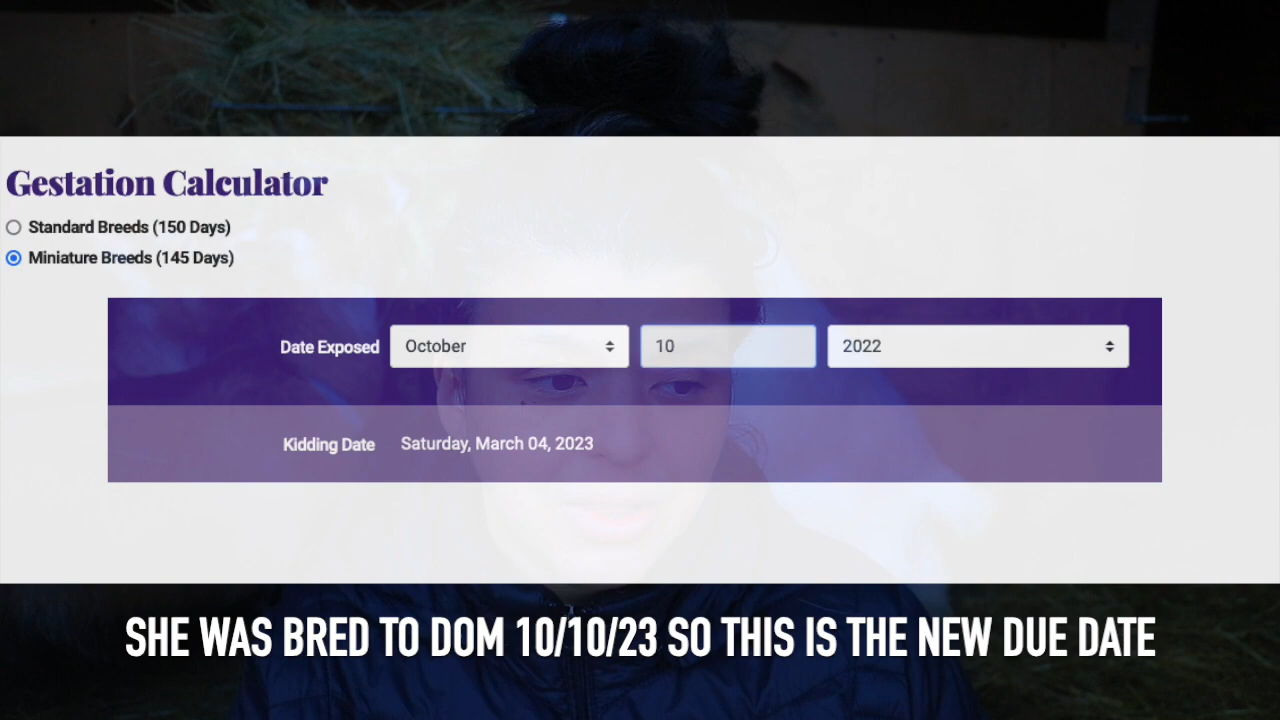 Gestation Calculator
Standard Breeds (150 Days)
Miniature Breeds (145 Days)
Date Exposed October 10 2022
Kidding Date Saturday, March 04, 2023
SHE WAS BRED TO DOM 10/10/23 SO THIS IS THE NEW DUE DATE